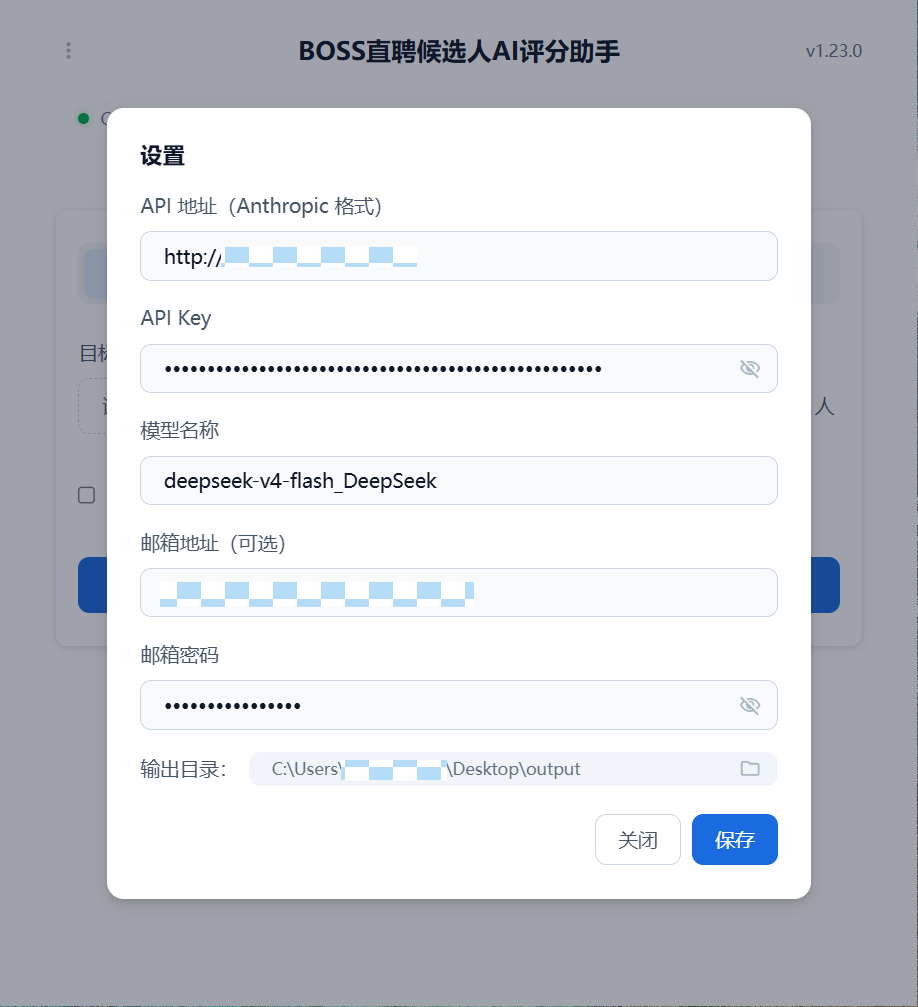 BOSS直聘候选人AI评分助手
v1.23.0
设置
API 地址（Anthropic 格式）
http://
API Key
••••••••••••••••••••••••••••••••••••••••••••••••••
模型名称
deepseek-v4-flash_DeepSeek
邮箱地址（可选）
邮箱密码
••••••••••••••••
输出目录：
C:\Users\ \Desktop\output
关闭
保存
人